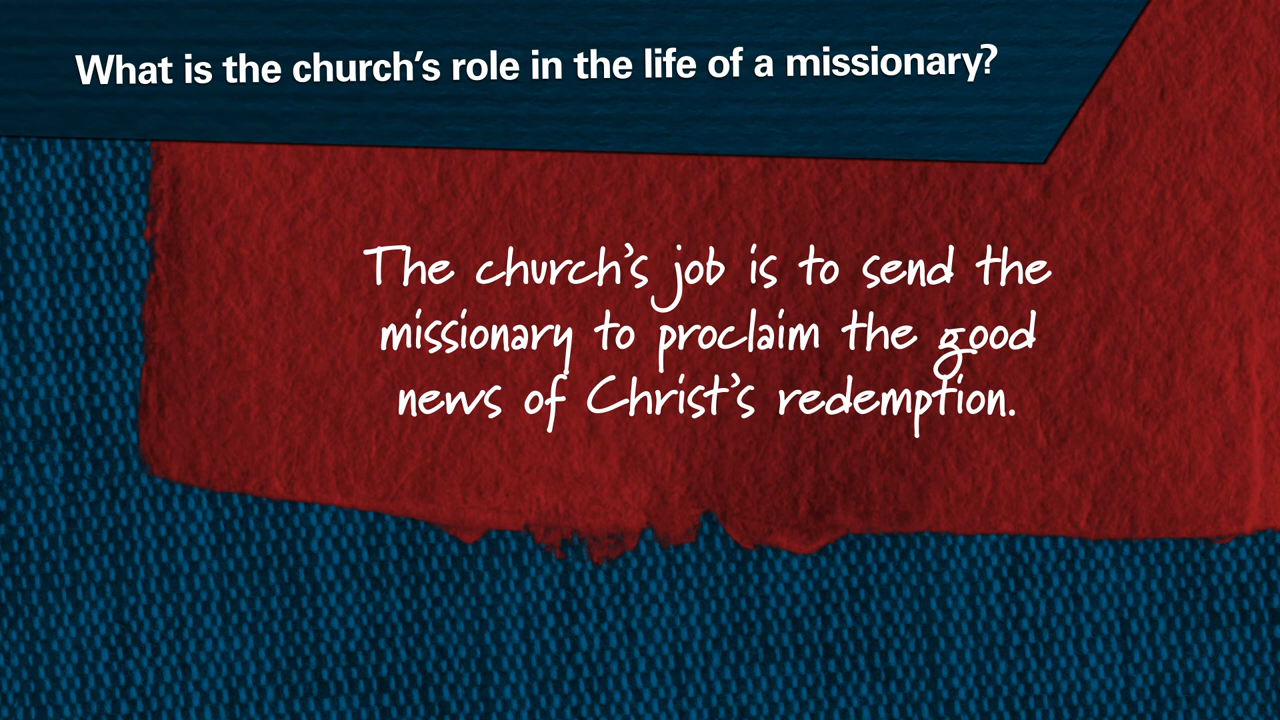 What is the church’s role in the life of a missionary?
The church’s job is to send the
missionary to proclaim the good
news of Christ’s redemption.